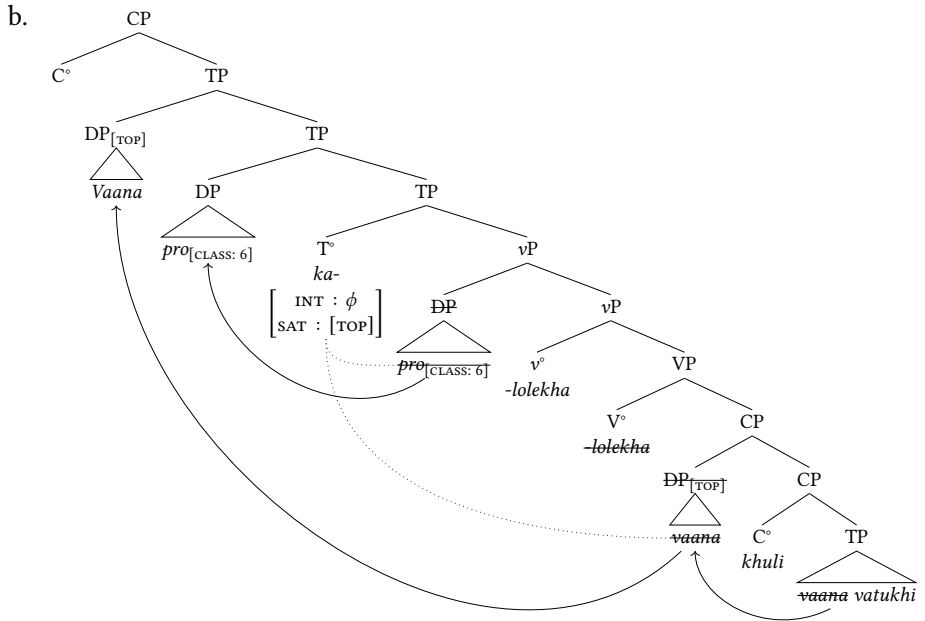 b.
CP
C° TP
DP[TOP] TP
Vaana DP TP
pro[CLASS: 6] T° vP
ka-
INT : ϕ
SAT : [TOP]
DP vP
pro[CLASS: 6] v° VP
-lolekha
V° CP
-lolekha
DP[TOP] CP
vaana C° TP
khuli
vaana vatukhi